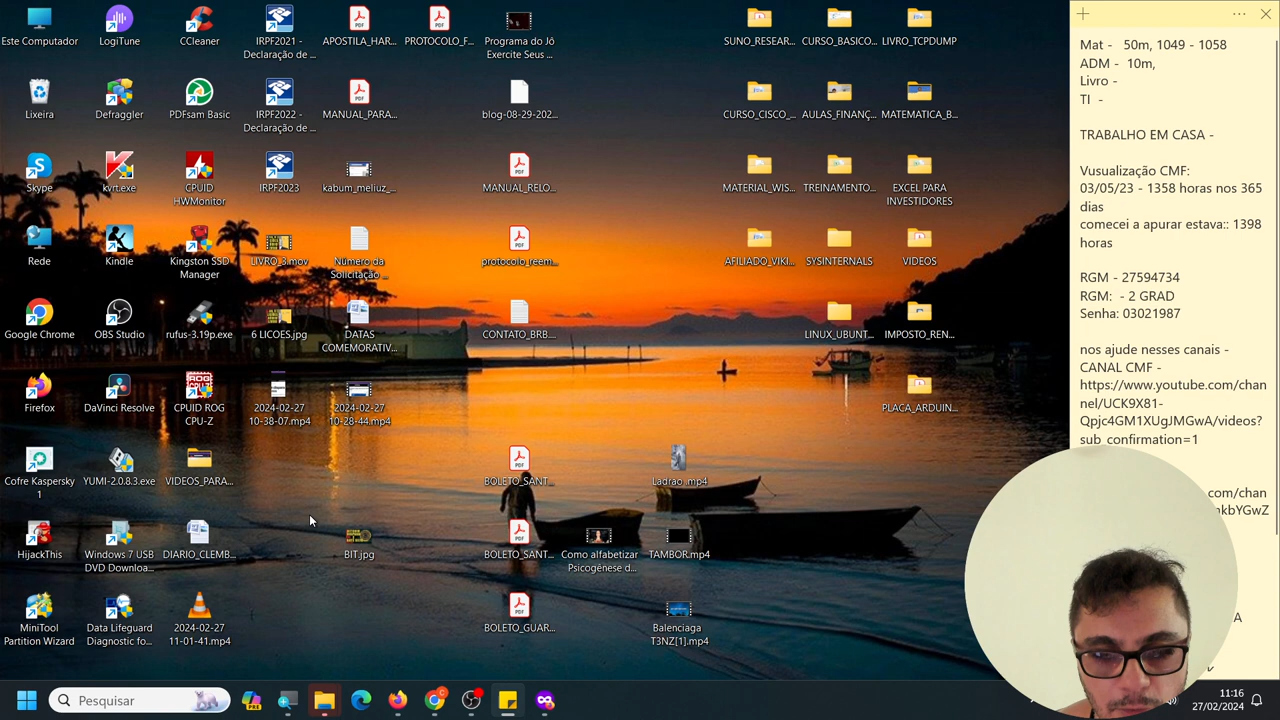 Este.Computador
LogiTune
CCleaner
IRPF2021 -
Declaração de ...
APOSTILA_HAR...
PROTOCOLO_F...
Programa do Jó
Exercite Seus ...
SUNO_RESEAR...
CURSO_BASICO...
LIVRO_TCPDUMP
Lixeira
Defraggler
PDFsam Basic
IRPF2022 -
Declaração de ...
MANUAL_PARA...
blog-08-29-202...
CURSO_CISCO_...
AULAS_FINANÇ...
MATEMATICA_B...
Skype
kvrt.exe
CPUID
HWMonitor
IRPF2023
kabum_meliuz_...
MANUAL_RELO...
MATERIAL_WIS...
TREINAMENTO...
EXCEL PARA
INVESTIDORES
Rede
Kindle
Kingston SSD
Manager
LIVRO_3.mov
Número da
Solicitação ...
protocolo_reem...
AFILIADO_VIKI...
SYSINTERNALS
VIDEOS
Google Chrome
OBS Studio
rufus-3.19p.exe
6 LICOES.jpg
DATAS
COMEMORATIV...
CONTATO_BRB....
LINUX_UBUNT...
IMPOSTO_REN...
Firefox
DaVinci Resolve
CPUID ROG
CPU-Z
2024-02-27
10-38-07.mp4
2024-02-27
10-28-44.mp4
PLACA_ARDUIN...
Cofre Kaspersky
1
YUMI-2.0.8.3.exe
VIDEOS_PARA...
BOLETO_SANT...
Ladrao..mp4
HijackThis
Windows 7 USB
DVD Downloa...
DIARIO_CLEMB...
BIT.jpg
BOLETO_SANT...
Como alfabetizar
Psicogênese d...
TAMBOR.mp4
MiniTool
Partition Wizard
Data Lifeguard
Diagnostic fo...
2024-02-27
11-01-41.mp4
BOLETO_GUAR...
Balenciaga
T3NZ[1].mp4
Mat - 50m, 1049 - 1058
ADM - 10m,
Livro -
TI -
TRABALHO EM CASA -
Vusualização CMF:
03/05/23 - 1358 horas nos 365
dias
comecei a apurar estava:: 1398
horas
RGM - 27594734
RGM: - 2 GRAD
Senha: 03021987
nos ajude nesses canais -
CANAL CMF -
https://www.youtube.com/chan
nel/UCK9X81-
Qpjc4GM1XUgJMGwA/videos?
sub_confirmation=1
.com/chan
nkbYGwZ
A
Pesquisar
PRE
11:16
27/02/2024